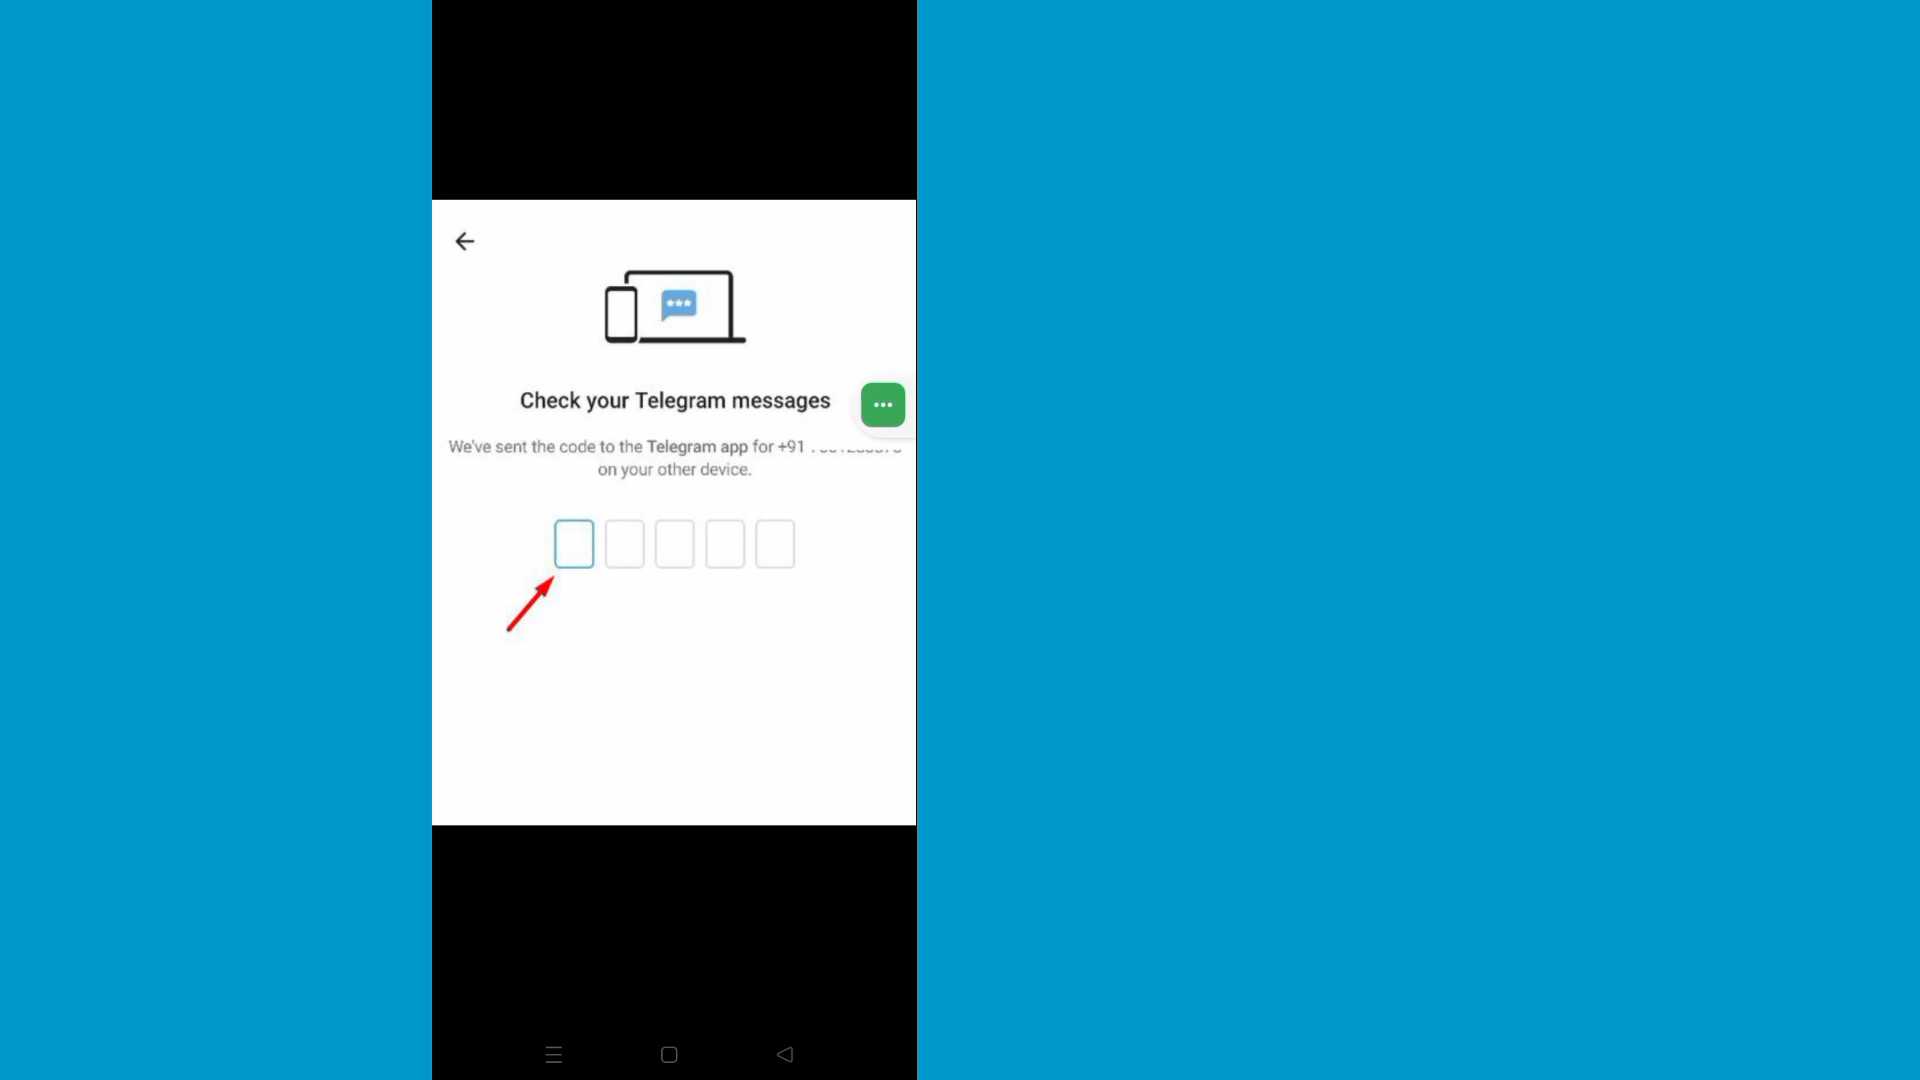 Check your Telegram messages
We've sent the code to the Telegram app for +91
on your other device.